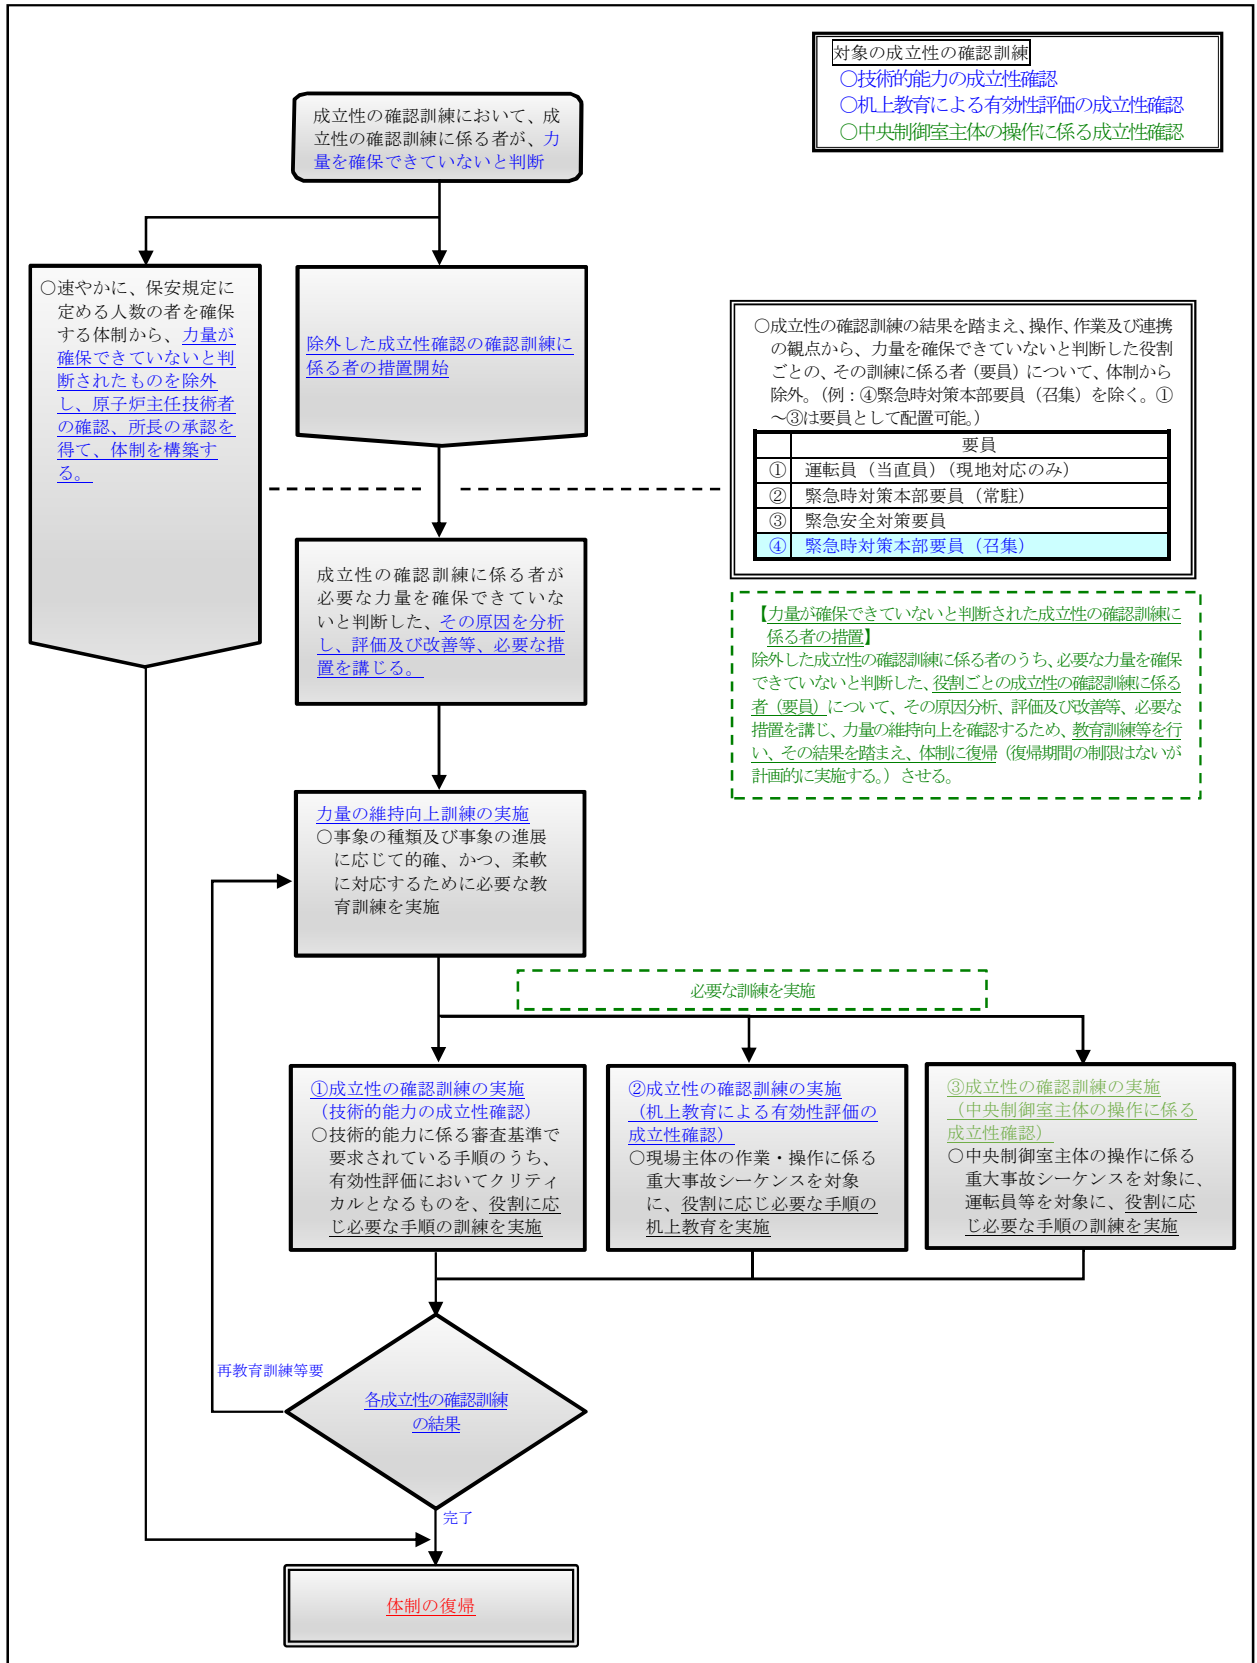 対象の成立性の確認訓練
○技術的能力の成立性確認
○机上教育による有効性評価の成立性確認
○中央制御室主体の操作に係る成立性確認
成立性の確認訓練において、成
立性の確認訓練に係る者が、力
量を確保できていないと判断
○速やかに、保安規定に
定める人数の者を確保
する体制から、力量が
確保できていないと判
断されたものを除外
し、原子炉主任技術者
の確認、所長の承認を
得て、体制を構築す
る。
除外した成立性確認の確認訓練に
係る者の措置開始
○成立性の確認訓練の結果を踏まえ、操作、作業及び連携
の観点から、力量を確保できていないと判断した役割
ごとの、その訓練に係る者（要員）について、体制から
除外。（例：④緊急時対策本部要員（召集）を除く。①
～③は要員として配置可能。）
要員
① 運転員（当直員）（現地対応のみ）
② 緊急時対策本部要員（常駐）
③ 緊急安全対策要員
④ 緊急時対策本部要員（召集）
成立性の確認訓練に係る者が
必要な力量を確保できていな
いと判断した、その原因を分析
し、評価及び改善等、必要な措
置を講じる。
【力量が確保できていないと判断された成立性の確認訓練に
係る者の措置】
除外した成立性の確認訓練に係る者のうち、必要な力量を確保
できていないと判断した、役割ごとの成立性の確認訓練に係る
者（要員）について、その原因分析、評価及び改善等、必要な
措置を講じ、力量の維持向上を確認するため、教育訓練等を行
い、その結果を踏まえ、体制に復帰（復帰期間の制限はないが
計画的に実施する。）させる。
力量の維持向上訓練の実施
○事象の種類及び事象の進展
に応じて的確、かつ、柔軟
に対応するために必要な教
育訓練を実施
必要な訓練を実施
①成立性の確認訓練の実施
（技術的能力の成立性確認）
○技術的能力に係る審査基準で
要求されている手順のうち、
有効性評価においてクリティ
カルとなるものを、役割に応
じ必要な手順の訓練を実施
②成立性の確認訓練の実施
（机上教育による有効性評価の
成立性確認）
○現場主体の作業・操作に係る
重大事故シーケンスを対象
に、役割に応じ必要な手順の
机上教育を実施
③成立性の確認訓練の実施
（中央制御室主体の操作に係る
成立性確認）
○中央制御室主体の操作に係る
重大事故シーケンスを対象に、
運転員等を対象に、役割に応
じ必要な手順の訓練を実施
再教育訓練等要
各成立性の確認訓練
の結果
完了
体制の復帰